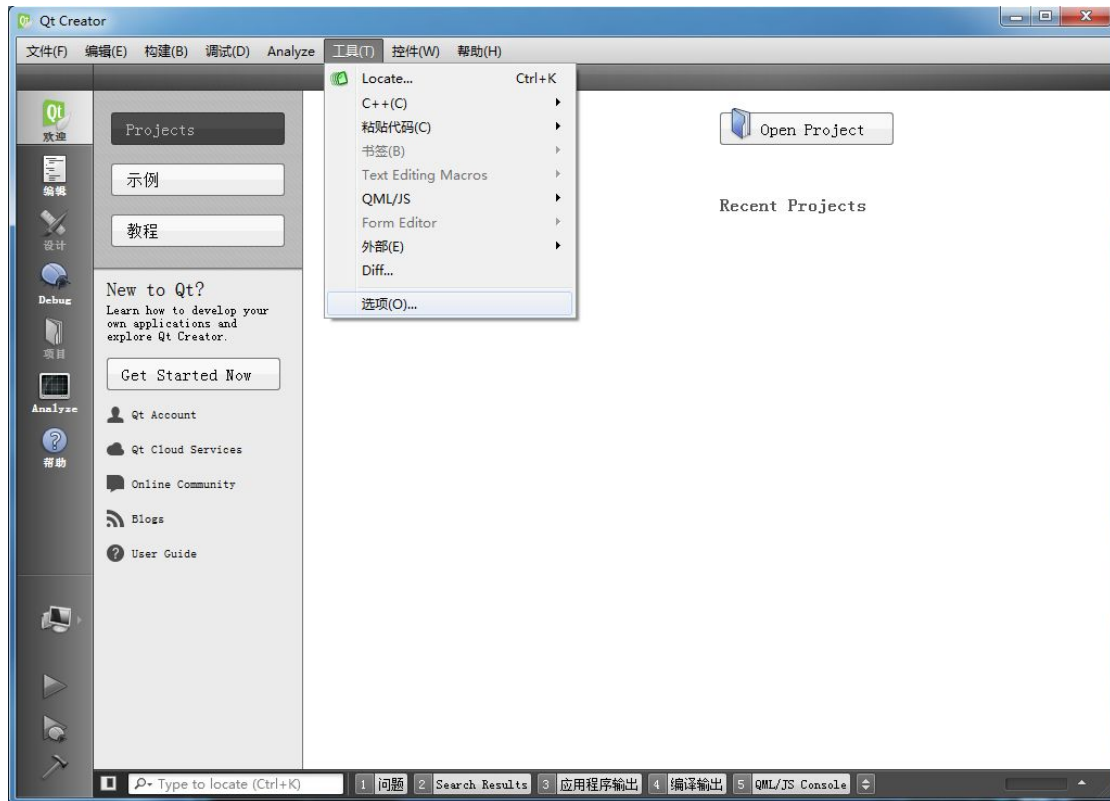 Qt Creator
文件(F) 编辑(E) 构建(B) 调试(D) Analyze 工具(T) 控件(W) 帮助(H)
Locate... Ctrl+K
C++(C)
粘贴代码(C)
书签(B)
Text Editing Macros
QML/JS
Form Editor
外部(E)
Diff...
选项(O)...
Qt
欢迎
编辑
设计
Debug
项目
Analyze
帮助
Projects
示例
教程
New to Qt?
Learn how to develop your
own applications and
explore Qt Creator.
Get Started Now
Qt Account
Qt Cloud Services
Online Community
Blogs
User Guide
Open Project
Recent Projects
Type to locate (Ctrl+K) 1 问题 2 Search Results 3 应用程序输出 4 编译输出 5 QML/JS Console